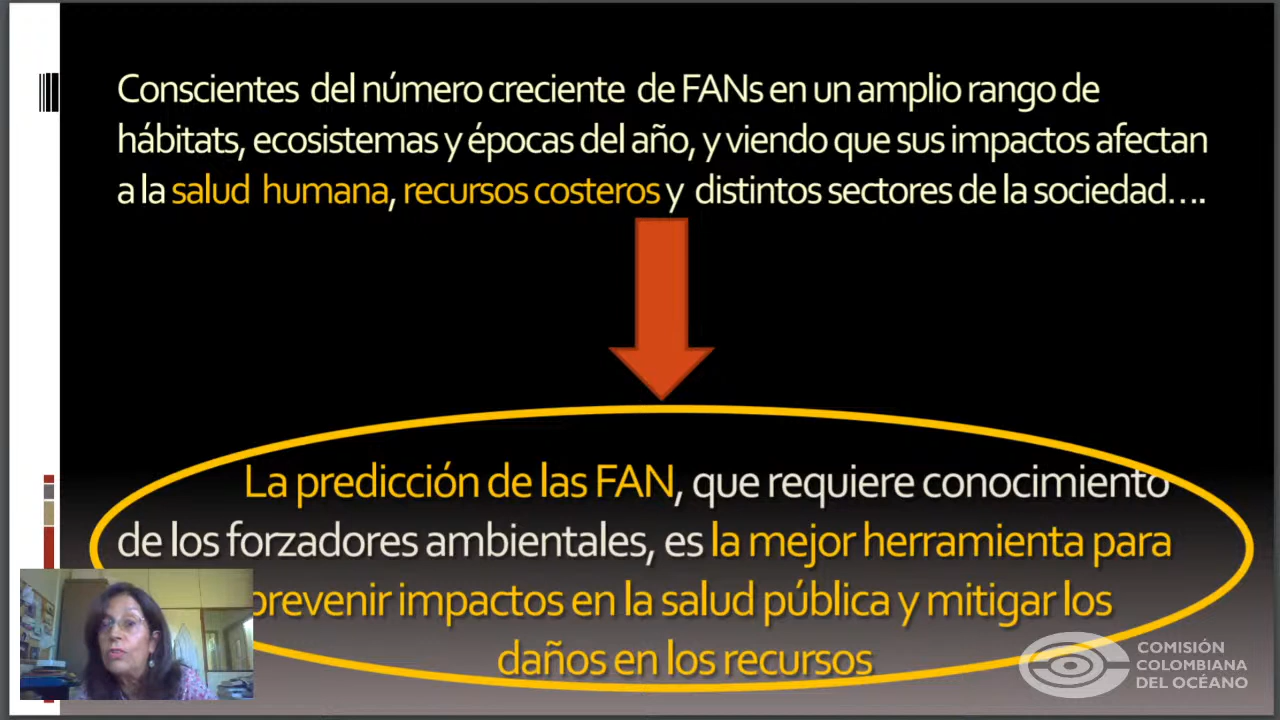 Conscientes del número creciente de FANs en un amplio rango de
hábitats, ecosistemas y épocas del año, y viendo que sus impactos afectan
a la salud humana, recursos costeros y distintos sectores de la sociedad....
La predicción de las FAN, que requiere conocimiento
de los forzadores ambientales, es la mejor herramienta para
prevenir impactos en la salud pública y mitigar los
daños en los recursos
COMISIÓN
COLOMBIANA
DEL OCÉANO